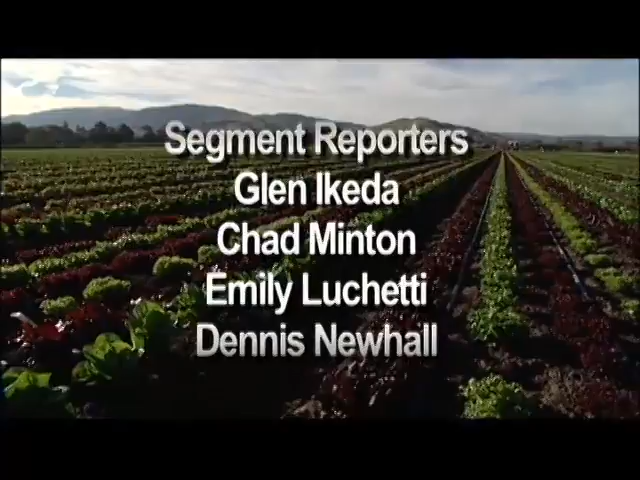 Segment Reporters
Glen Ikeda
Chad Minton
Emily Luchetti
Dennis Newhall